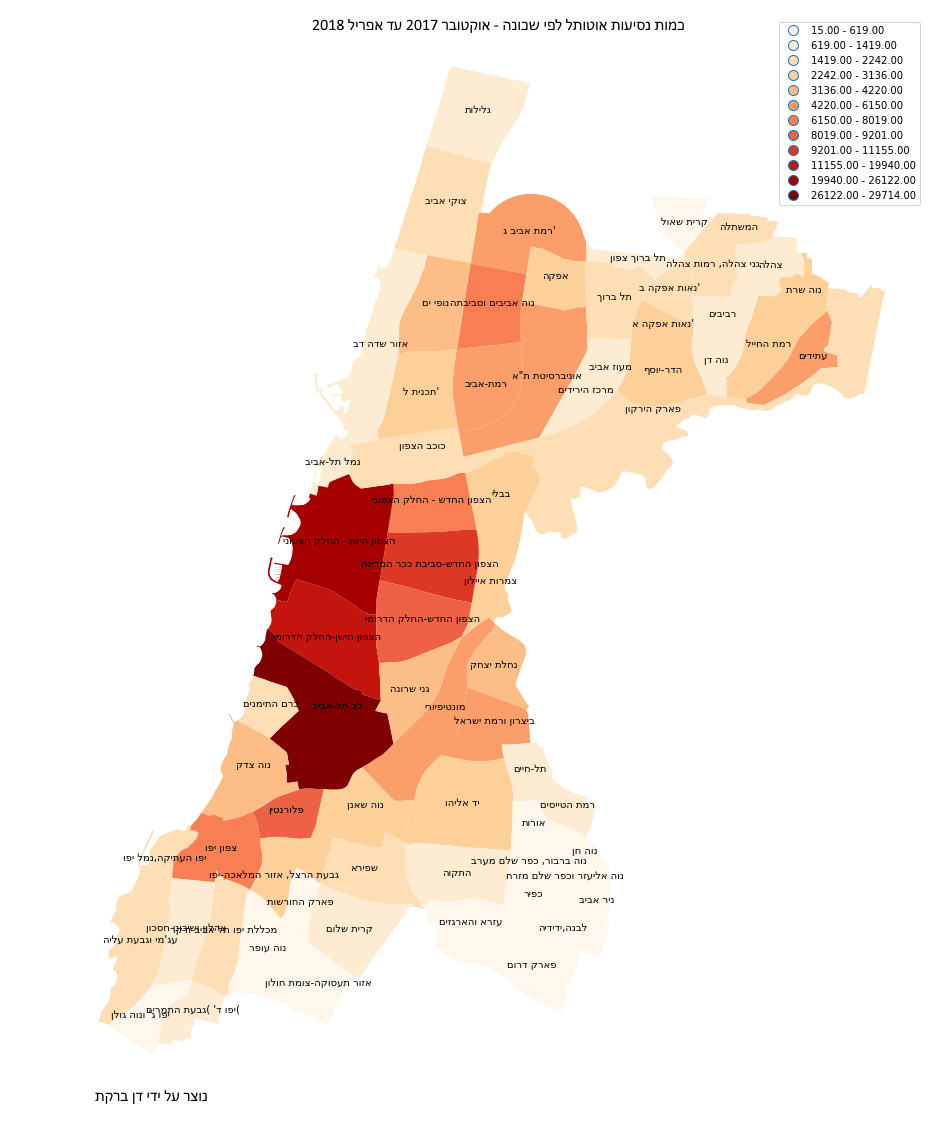 כמות נסיעות אוטותל לפי שכונה - אוקטובר 2017 עד אפריל 2018
15.00 - 619.00
619.00 - 1419.00
1419.00 - 2242.00
2242.00 - 3136.00
3136.00 - 4220.00
4220.00 - 6150.00
6150.00 - 8019.00
8019.00 - 9201.00
9201.00 - 11155.00
11155.00 - 19940.00
19940.00 - 26122.00
26122.00 - 29714.00
גלילות
צוקי אביב
קרית שאול
המשתלה
רמת אביב ג'
תל ברוך צפון
גני צהלה, רמות צהלה
צהלה
אפקה
נאות אפקה ב'
נוה שרת
תל ברוך
נופי ים
נוה אביבים וסביבתה
רביבים
נאות אפקה א'
אזור שדה דב
רמת החייל
עתידים
נוה דן
מעוז אביב
הדר-יוסף
אוניברסיטת ת"א
רמת-אביב
תכנית ל'
מרכז הירידים
פארק הירקון
כוכב הצפון
נמל תל-אביב
בבלי
הצפון החדש - החלק הצפוני
הצפון הישן - החלק הצפוני
הצפון החדש-סביבת ככר המדינה
צמרות איילון
הצפון החדש-החלק הדרומי
הצפון הישן-החלק הדרומי
נחלת יצחק
גני שרונה
כרם התימנים
לב תל-אביב
מונטיפיורי
ביצרון ורמת ישראל
נוה צדק
תל-חיים
פלורנטין
נוה שאנן
יד אליהו
רמת הטייסים
אורות
צפון יפו
יפו העתיקה,נמל יפו
נוה חן
נוה ברבור, כפר שלם מערב
שפירא
גבעת הרצל, אזור המלאכה-יפו
התקוה
נוה אליעזר וכפר שלם מזרח
כפיר
ניר אביב
פארק החורשות
עזרא והארגזים
לבנה,ידידיה
קרית שלום
עג'מי וגבעת עליה
נוה עופר
פארק דרום
אזור תעסוקה-צומת חולון
יפו ג' ונוה גולן
יפו ד' )גבעת התמרים(
נוצר על ידי דן ברקת